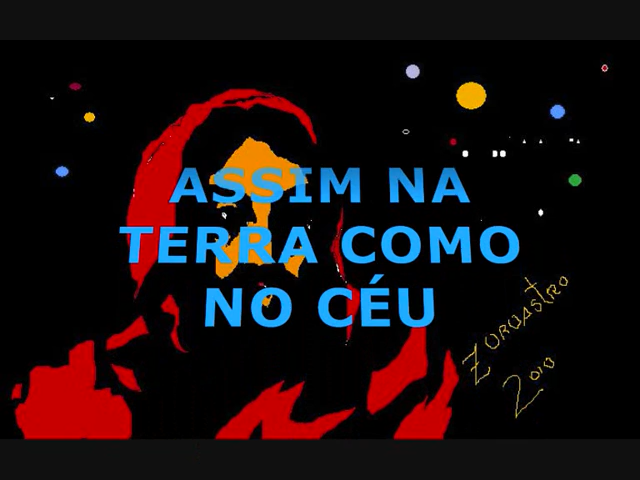 ASSIM NA
TERRA COMO
NO CÉU
ZOROASTRO
2010